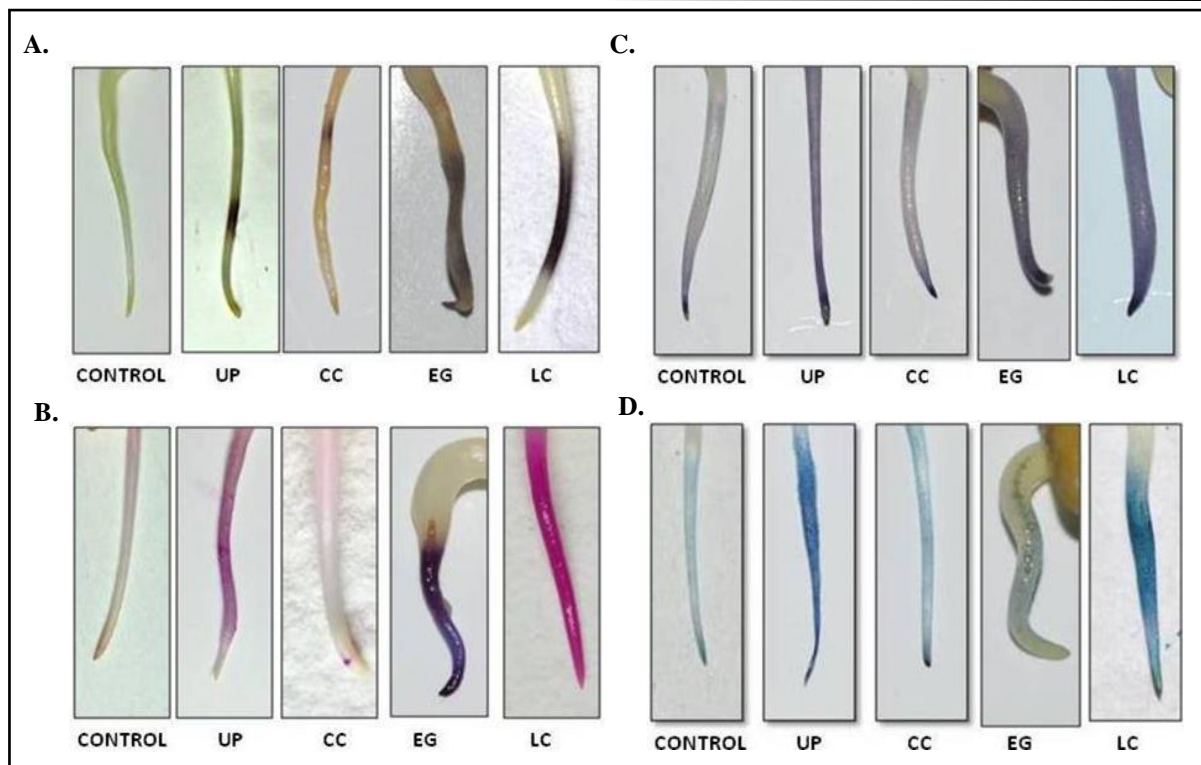 A.
C.
CONTROL UP CC EG LC
CONTROL UP CC EG LC
B.
D.
CONTROL UP CC EG LC
CONTROL UP CC EG LC